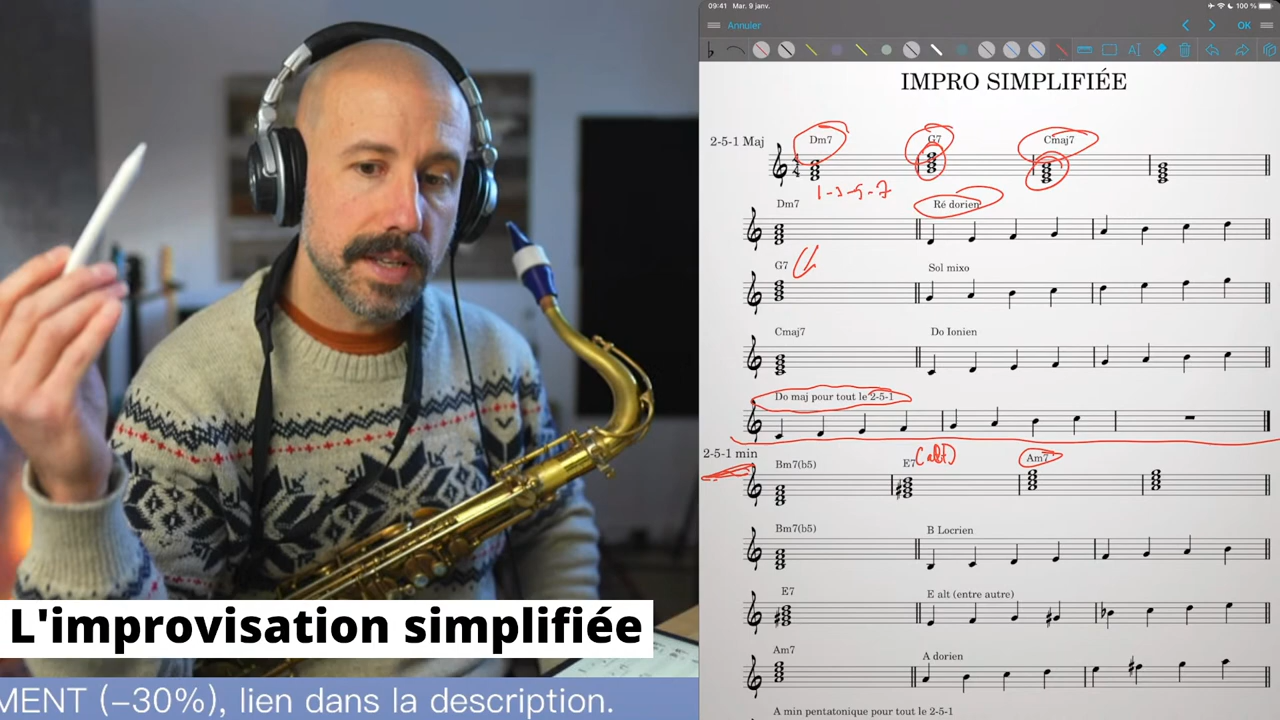 09:41 Mar. 9 janv.
100 %
Annuler
OK
IMPRO SIMPLIFIÉE
2-5-1 Maj
Dm7
G7
Cmaj7
1-3-5-7
Dm7
Ré dorien
G7
Sol mixo
Cmaj7
Do Ionien
Do maj pour tout le 2-5-1
2-5-1 min
Bm7(b5)
E7(alt)
Am7
Bm7(b5)
B Locrien
E7
E alt (entre autre)
Am7
A dorien
A min pentatonique pour tout le 2-5-1
L'improvisation simplifiée
MENT (–30%), lien dans la description.